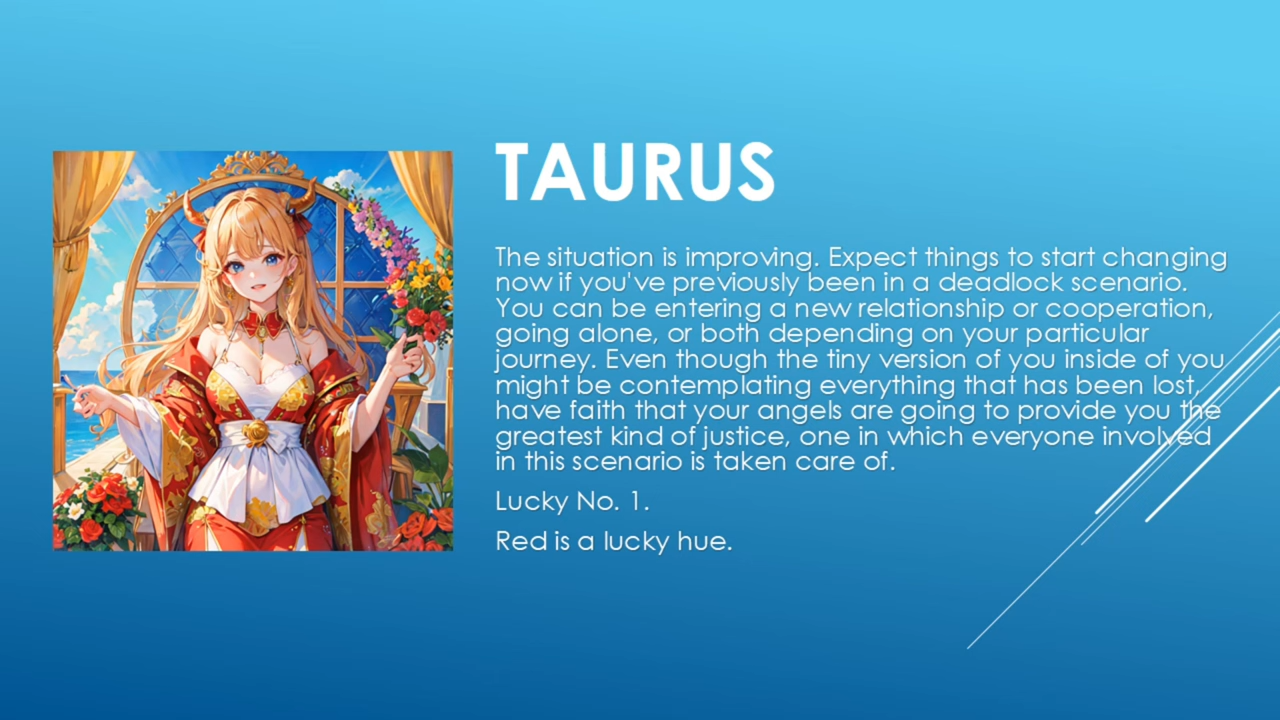 TAURUS
The situation is improving. Expect things to start changing
now if you've previously been in a deadlock scenario.
You can be entering a new relationship or cooperation,
going alone, or both depending on your particular
journey. Even though the tiny version of you inside of you
might be contemplating everything that has been lost,
have faith that your angels are going to provide you the
greatest kind of justice, one in which everyone involved
in this scenario is taken care of.
Lucky No. 1.
Red is a lucky hue.